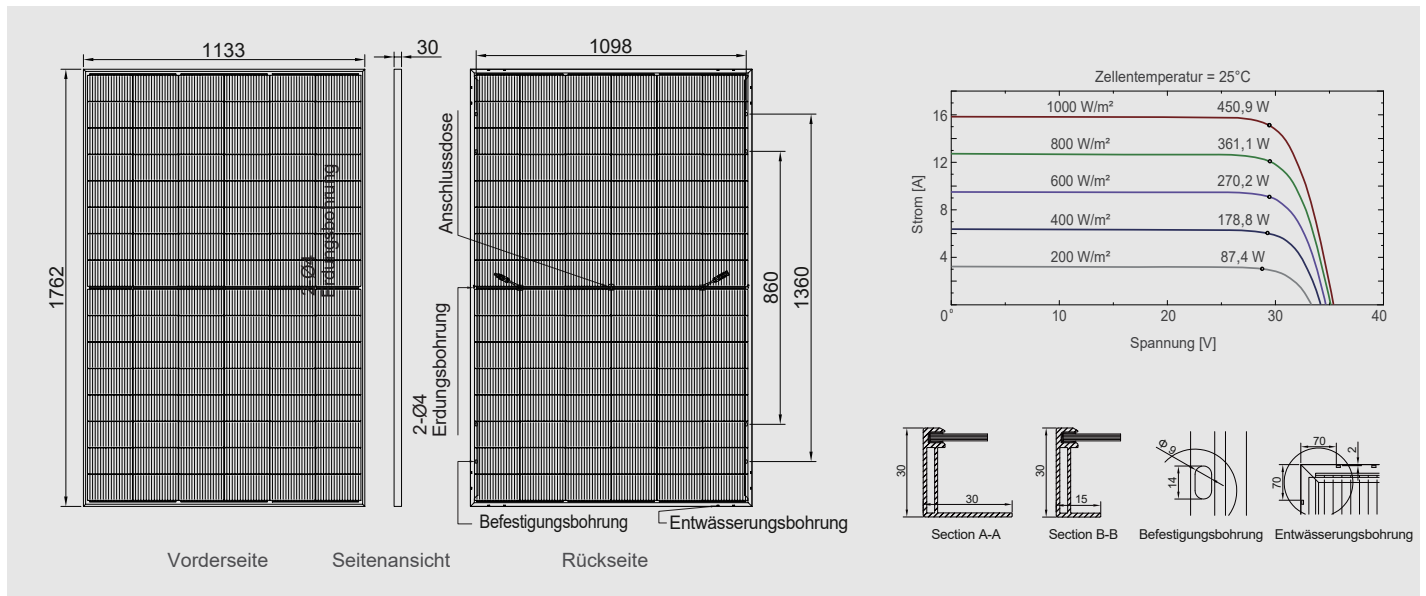 1133
30
1762
2-Ø4
Erdungsbohrung
Vorderseite
Seitenansicht
1098
Anschlussdose
860
1360
2-Ø4
Erdungsbohrung
Befestigungsbohrung
Entwässerungsbohrung
Rückseite
Zellentemperatur = 25°C
Strom [A]
16
12
8
4
1000 W/m² 450,9 W
800 W/m² 361,1 W
600 W/m² 270,2 W
400 W/m² 178,8 W
200 W/m² 87,4 W
0 10 20 30 40
Spannung [V]
30
30
Section A-A
30
15
Section B-B
Φ 9
14
Befestigungsbohrung
70
2
70
Entwässerungsbohrung